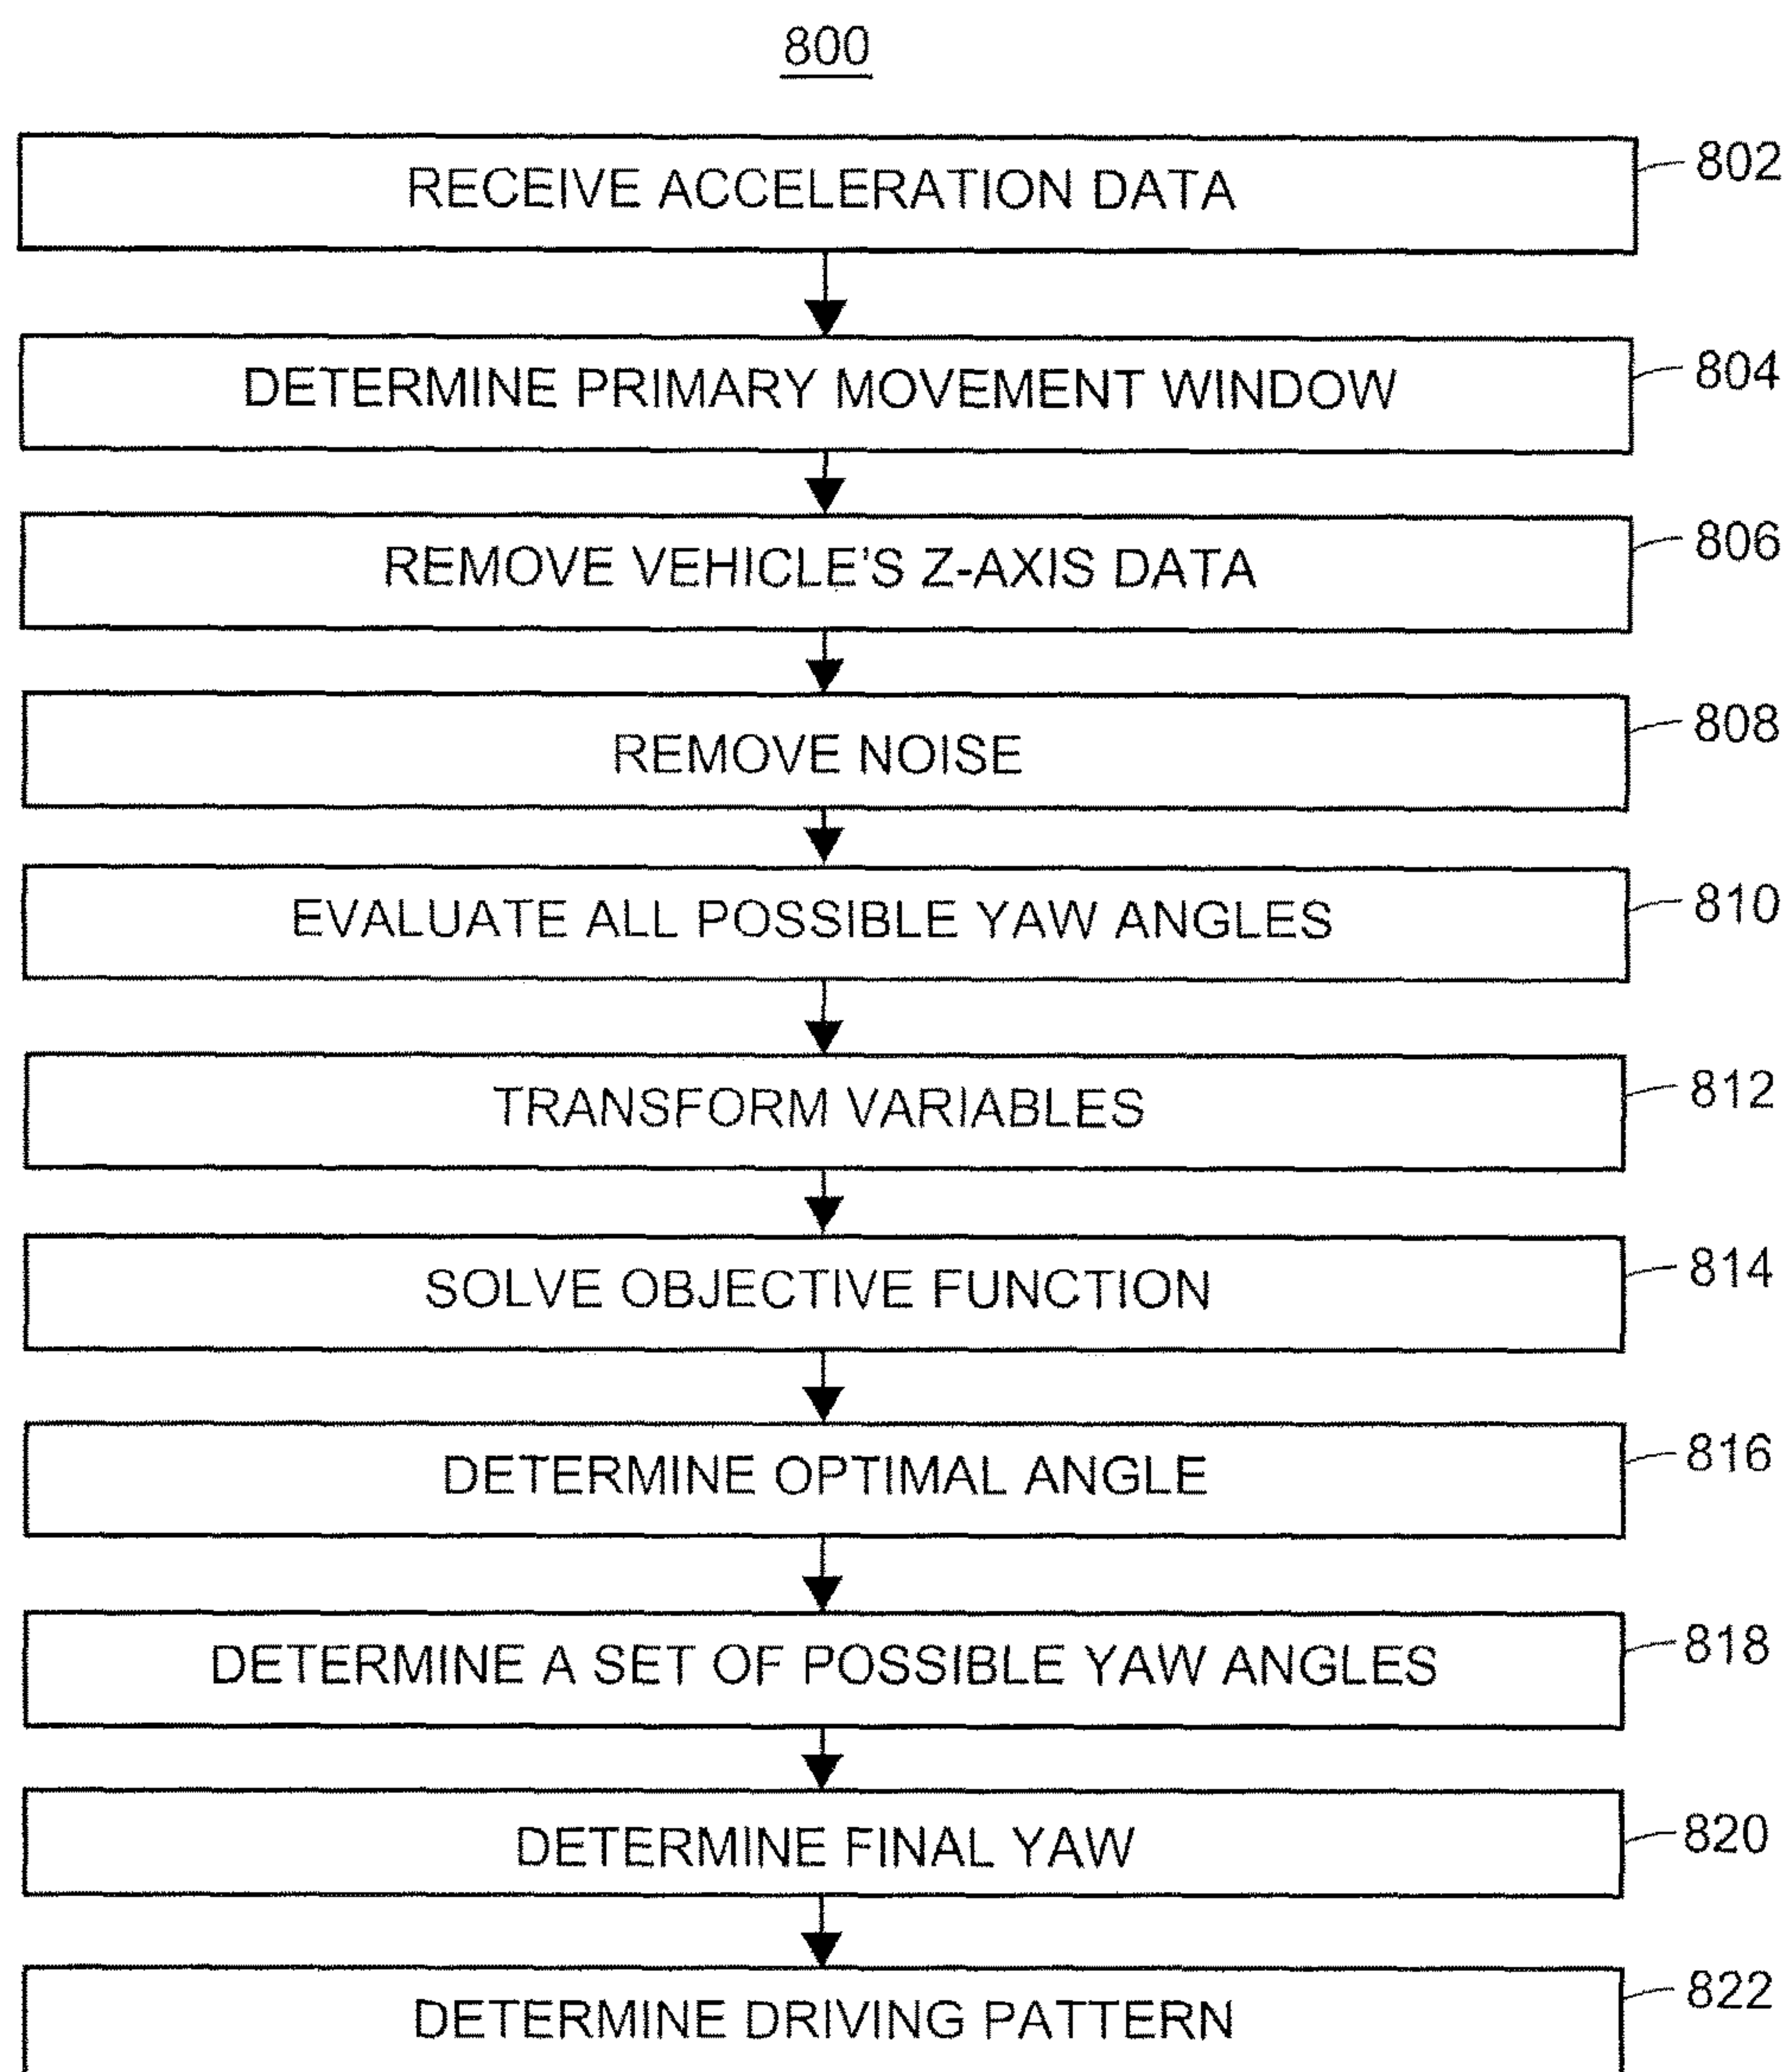 800
RECEIVE ACCELERATION DATA 802
DETERMINE PRIMARY MOVEMENT WINDOW 804
REMOVE VEHICLE'S Z-AXIS DATA 806
REMOVE NOISE 808
EVALUATE ALL POSSIBLE YAW ANGLES 810
TRANSFORM VARIABLES 812
SOLVE OBJECTIVE FUNCTION 814
DETERMINE OPTIMAL ANGLE 816
DETERMINE A SET OF POSSIBLE YAW ANGLES 818
DETERMINE FINAL YAW 820
DETERMINE DRIVING PATTERN 822